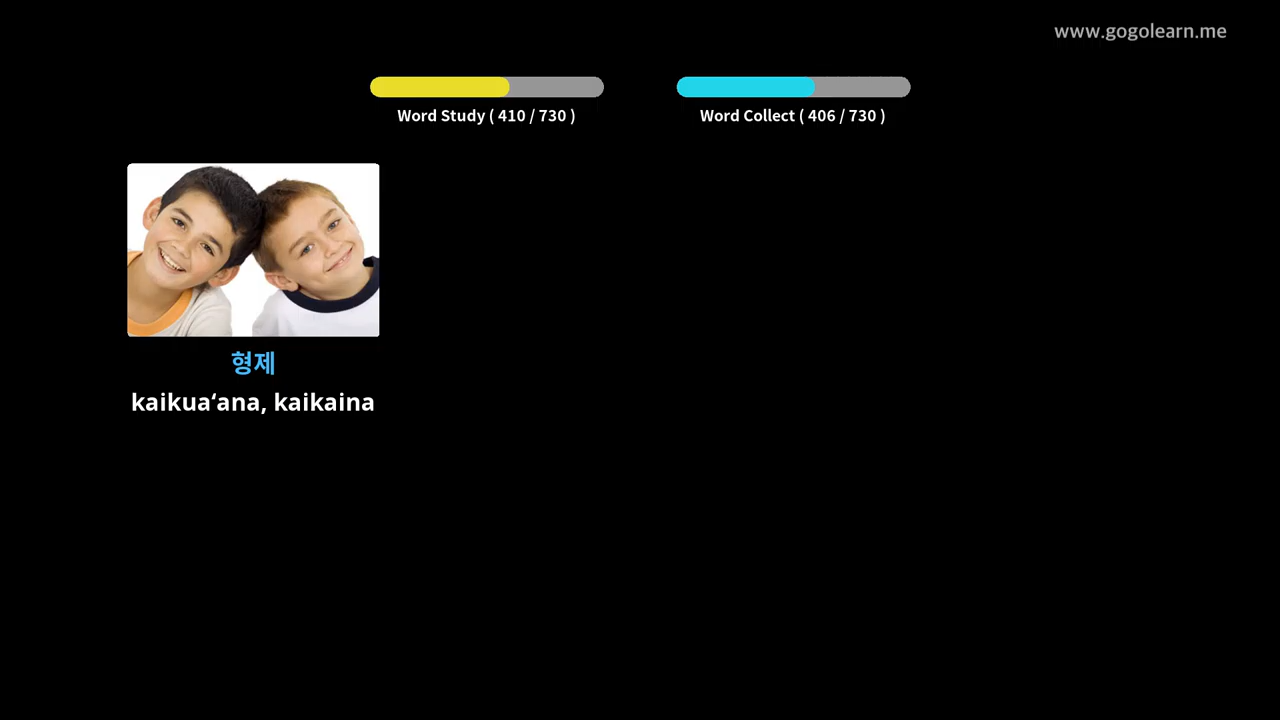 www.gogolearn.me
Word Study ( 410 / 730 )
Word Collect ( 406 / 730 )
형제
kaikuaʻana, kaikaina